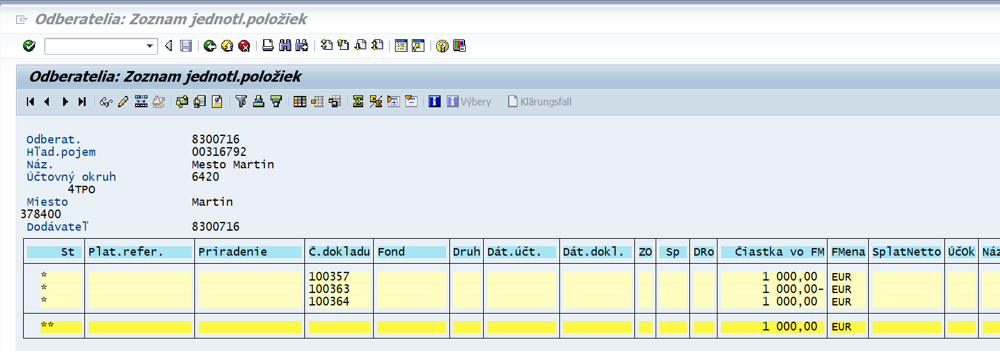 Odberatelia: Zoznam jednotl.položiek
Odberatelia: Zoznam jednotl.položiek
Výbery Klärungsfall
Odberat. 8300716
Hľad.pojem 00316792
Náz. Mesto Martin
Účtovný okruh 6420
4TPO
Miesto Martin
378400
Dodávateľ 8300716
St Plat.refer. Priradenie Č.dokladu Fond Druh Dát.účt. Dát.dokl. ZO Sp DRo Čiastka vo FM FMena SplatNetto ÚčOk Náz
* 100357 1 000,00 EUR
* 100363 1 000,00- EUR
* 100364 1 000,00 EUR
** 1 000,00 EUR